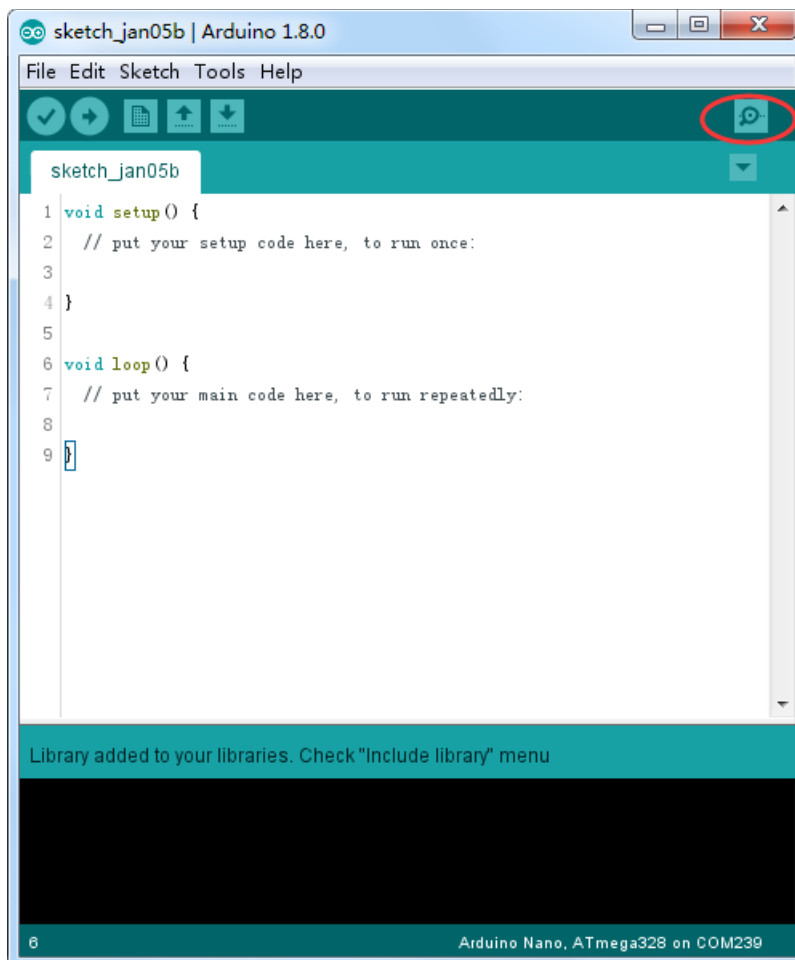 sketch_jan05b | Arduino 1.8.0
File Edit Sketch Tools Help
sketch_jan05b
1 void setup() {
2 // put your setup code here, to run once:
3
4 }
5
6 void loop() {
7 // put your main code here, to run repeatedly:
8
9 }
Library added to your libraries. Check "Include library" menu
6 Arduino Nano, ATmega328 on COM239